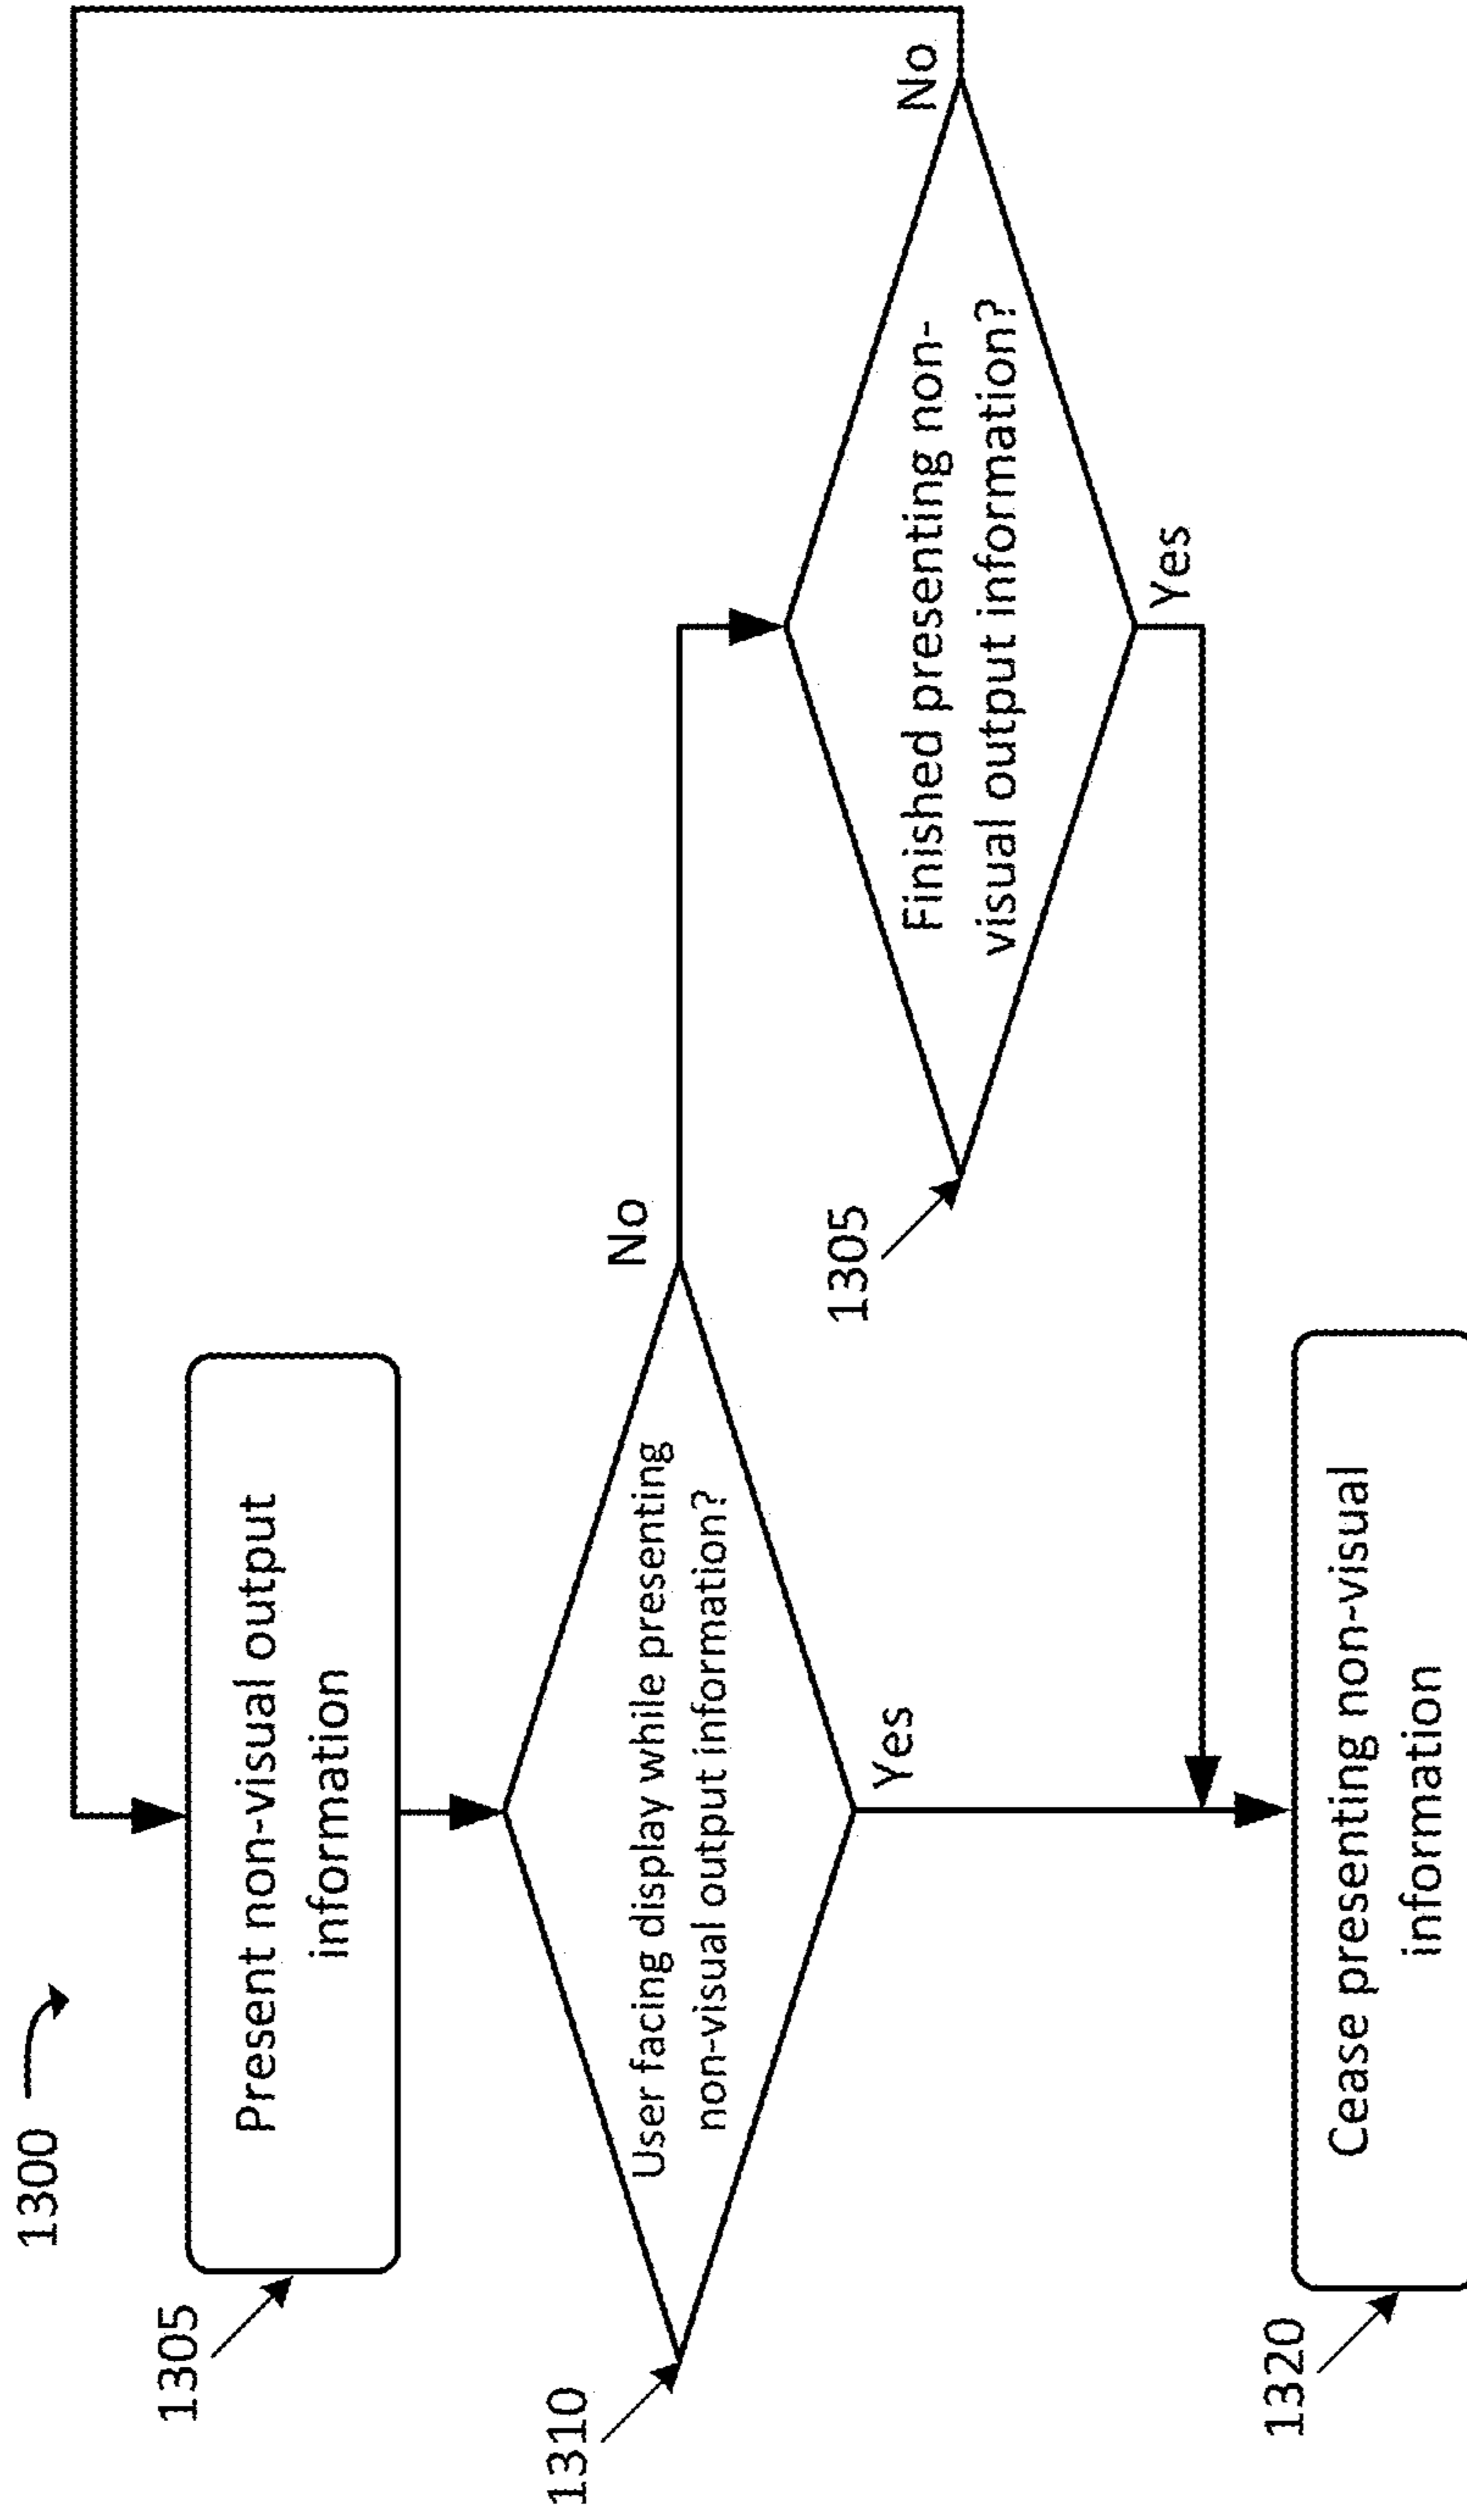 1300
1305
Present non-visual output
information
1310
User facing display while presenting
non-visual output information?
No
Yes
1305
Finished presenting non-
visual output information?
No
Yes
1320
Cease presenting non-visual
information